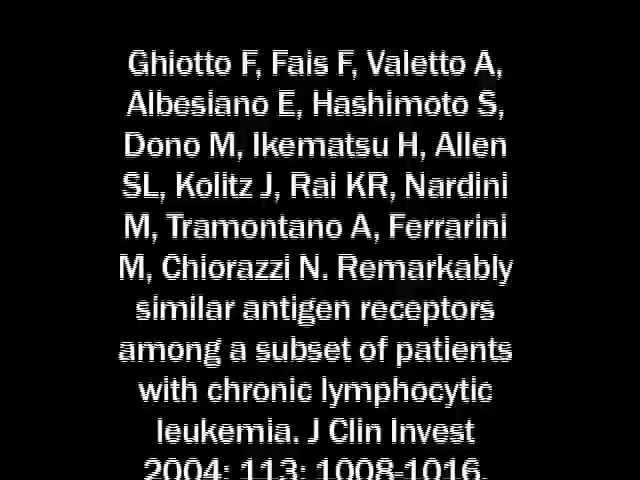 Ghiotto F, Fais F, Valetto A,
Albesiano E, Hashimoto S,
Dono M, Ikematsu H, Allen
SL, Kolitz J, Rai KR, Nardini
M, Tramontano A, Ferrarini
M, Chiorazzi N. Remarkably
similar antigen receptors
among a subset of patients
with chronic lymphocytic
leukemia. J Clin Invest
2004; 113: 1008-1016.